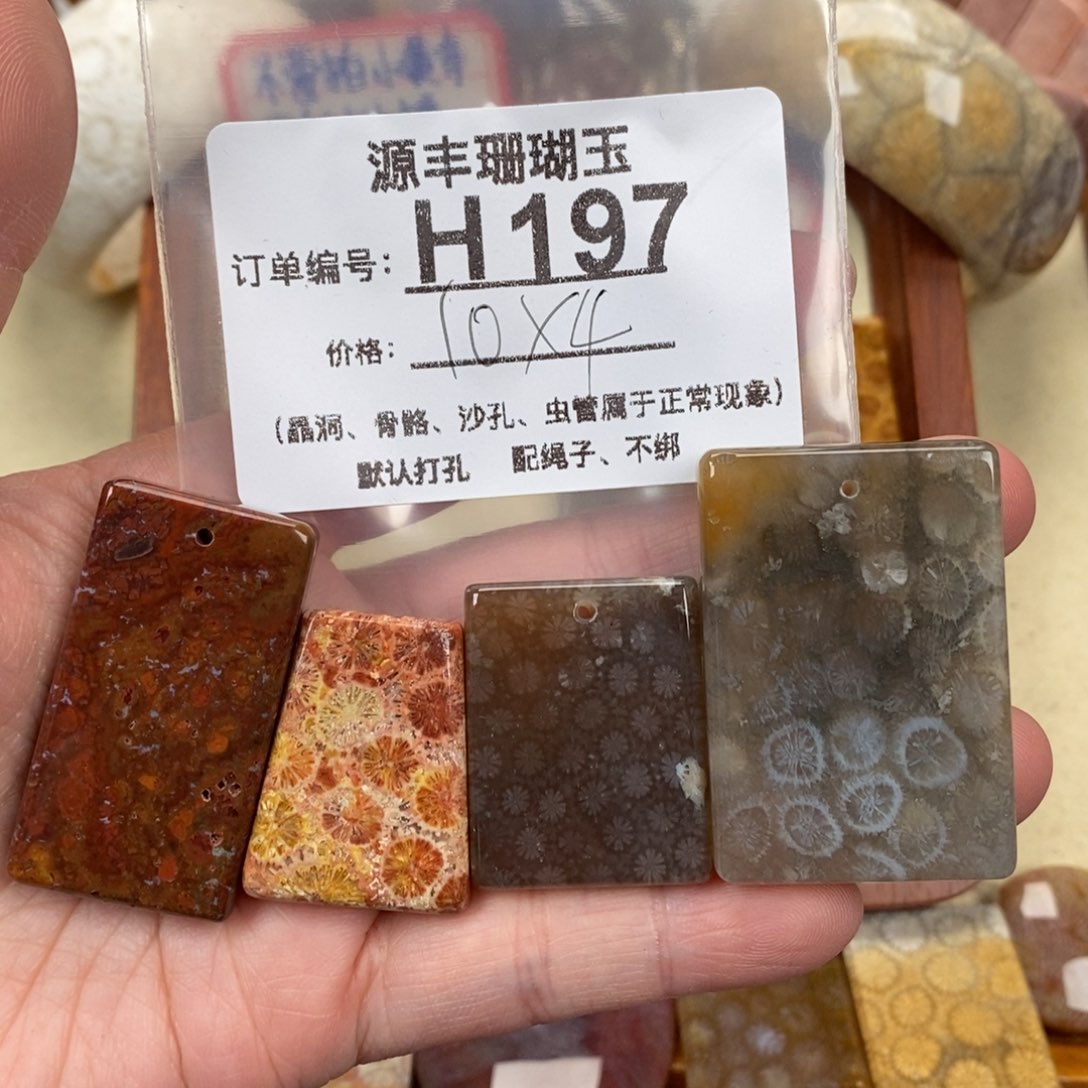 源丰珊瑚玉
订单编号: H197
价格: 10X4
(晶洞、骨骼、沙孔、虫管属于正常现象)
默认打孔 配绳子、不绑